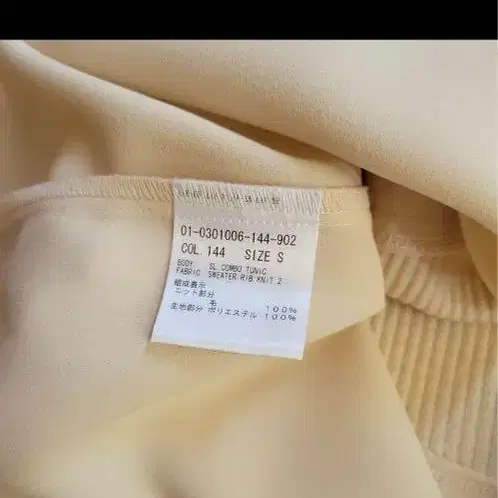 01-0301006-144-902
COL 144 SIZE S
BODY SL COMBO TUNIC
FABRIC SWEATER RIB KNIT 2
組成表示
ニット部分
毛 100%
生地部分 ポリエステル 100%